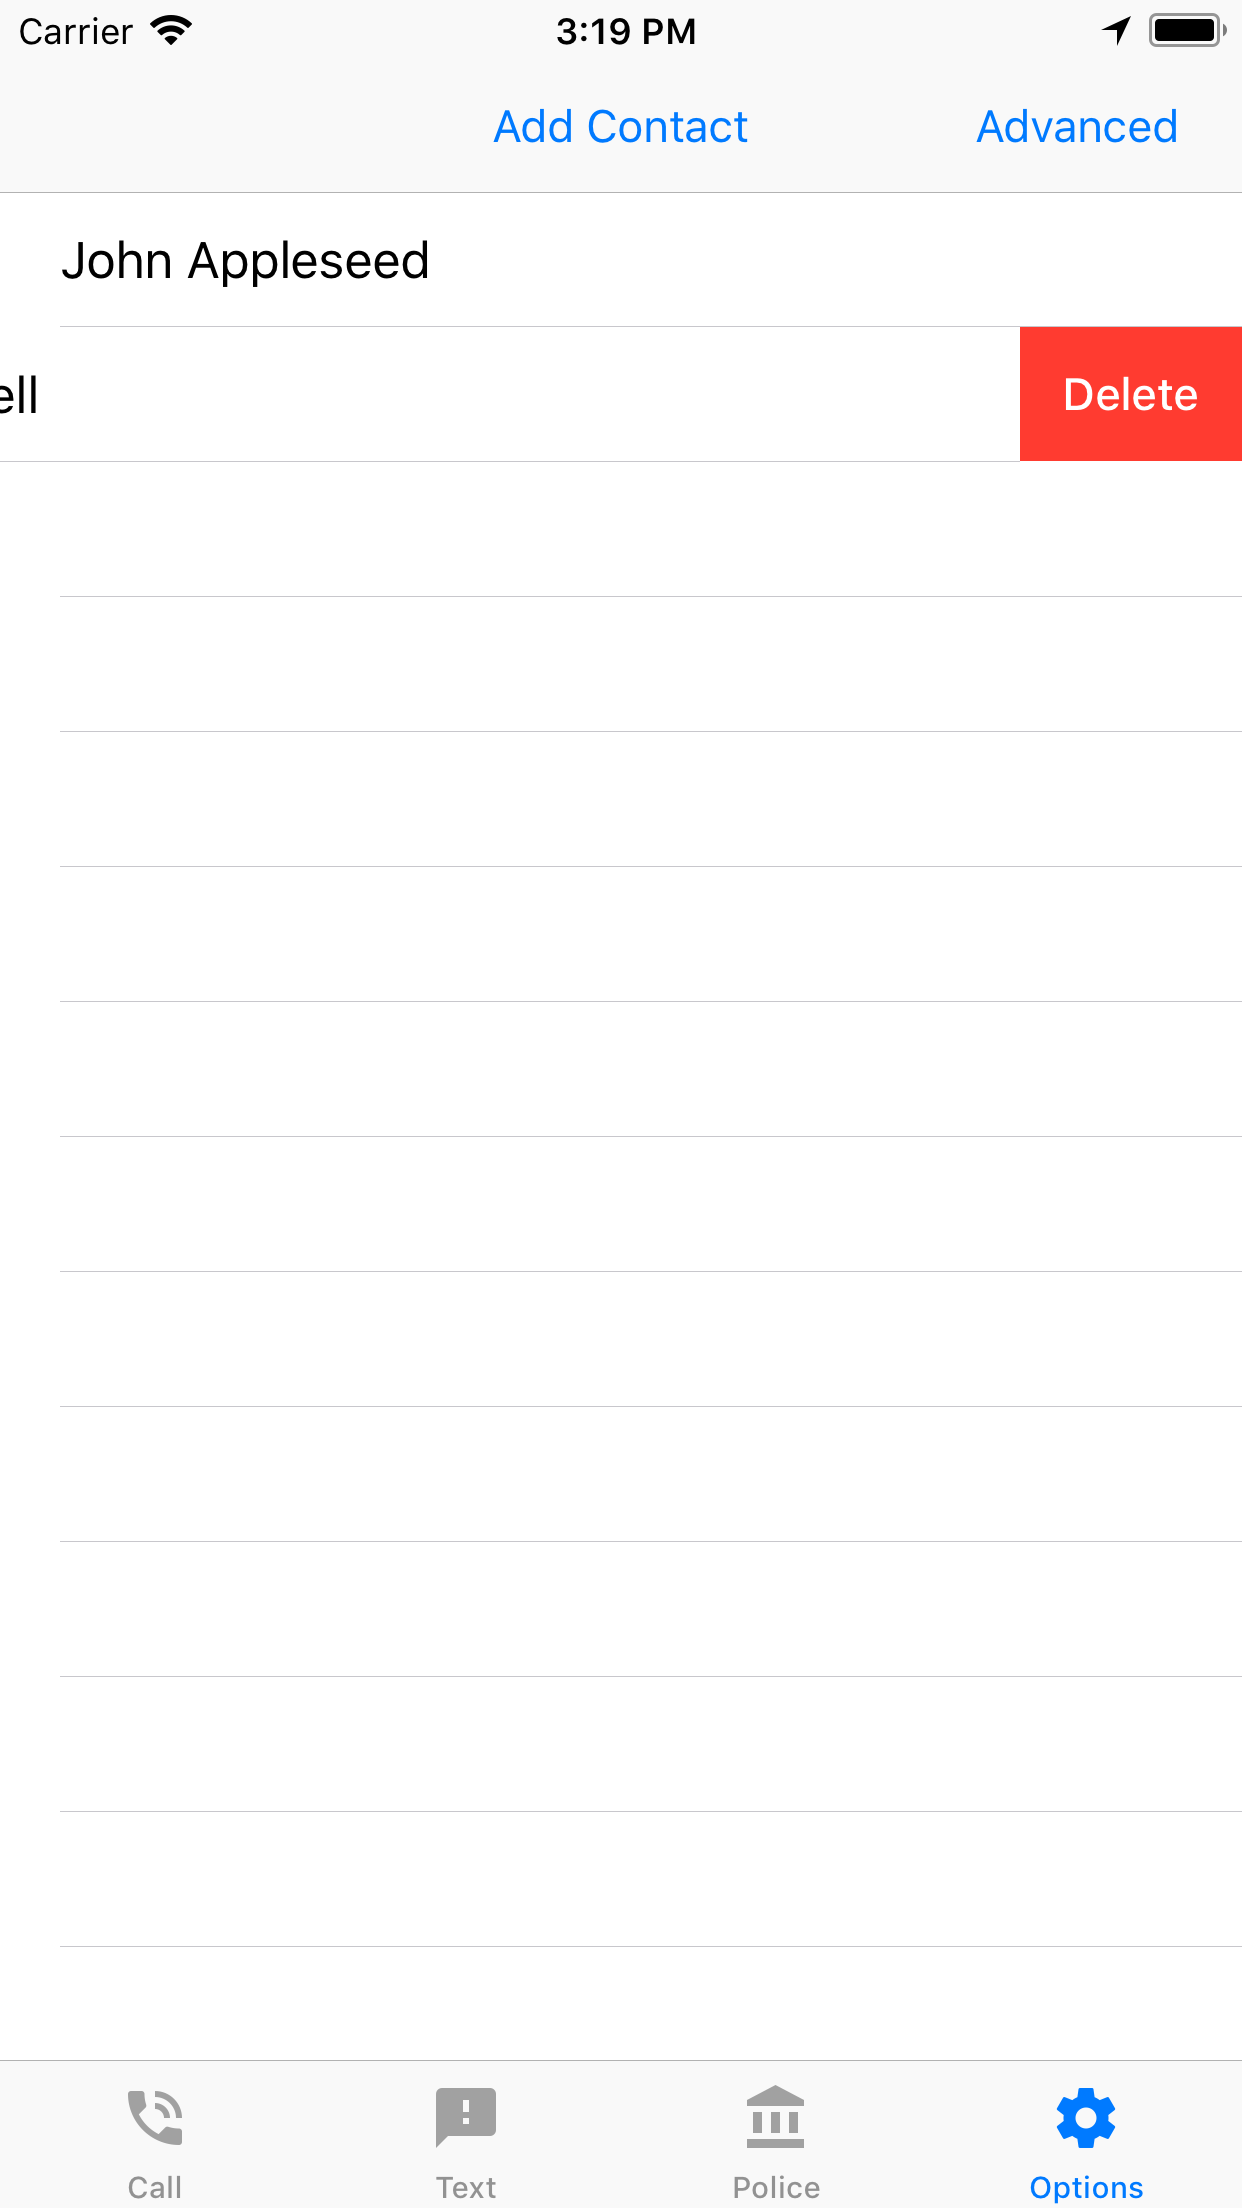 Carrier 3:19 PM
Add Contact Advanced
John Appleseed
ell Delete
Call Text Police Options